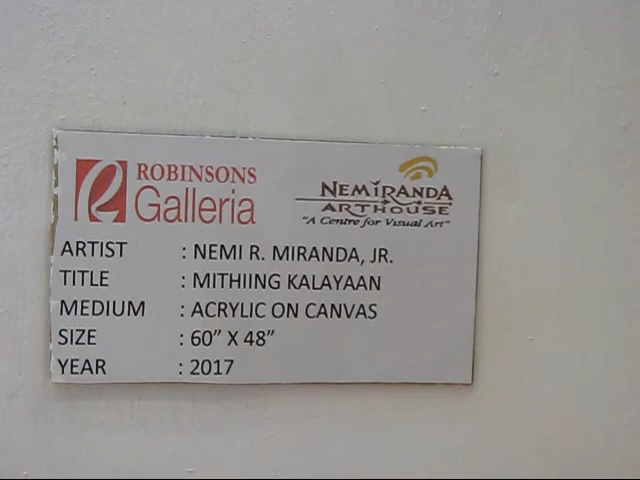 ROBINSONS
Galleria
NEMIRANDA
ARTHOUSE
"A Centre for Visual Art"
ARTIST : NEMI R. MIRANDA, JR.
TITLE : MITHIING KALAYAAN
MEDIUM : ACRYLIC ON CANVAS
SIZE : 60” X 48”
YEAR : 2017